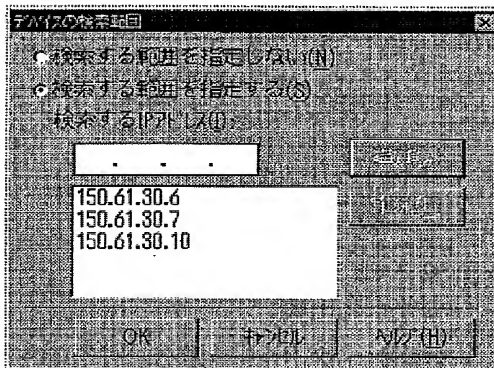 デバイスの検索範囲
検索する範囲を指定しない(N)
検索する範囲を指定する(S)
検索するIPアドレス(I):
. . .
150.61.30.6
150.61.30.7
150.61.30.10
OK
キャンセル
ヘルプ(H)